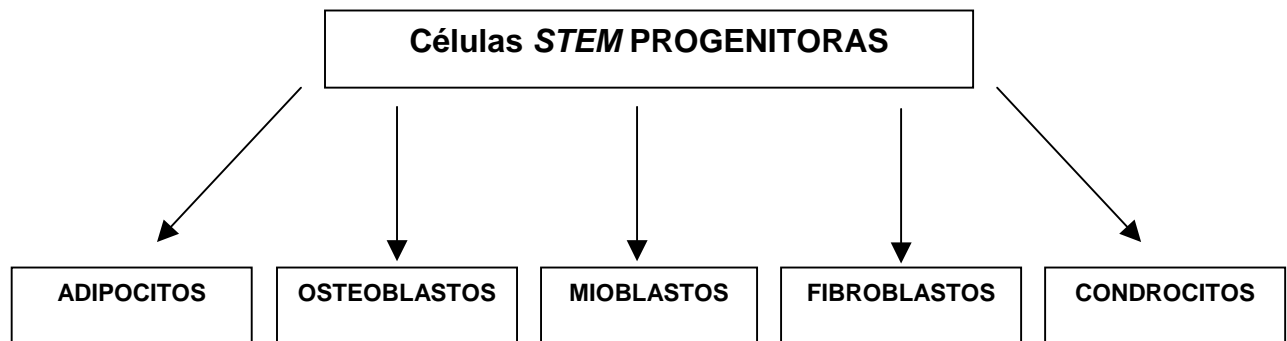 Células STEM PROGENITORAS
ADIPOCITOS
OSTEOBLASTOS
MIOBLASTOS
FIBROBLASTOS
CONDROCITOS